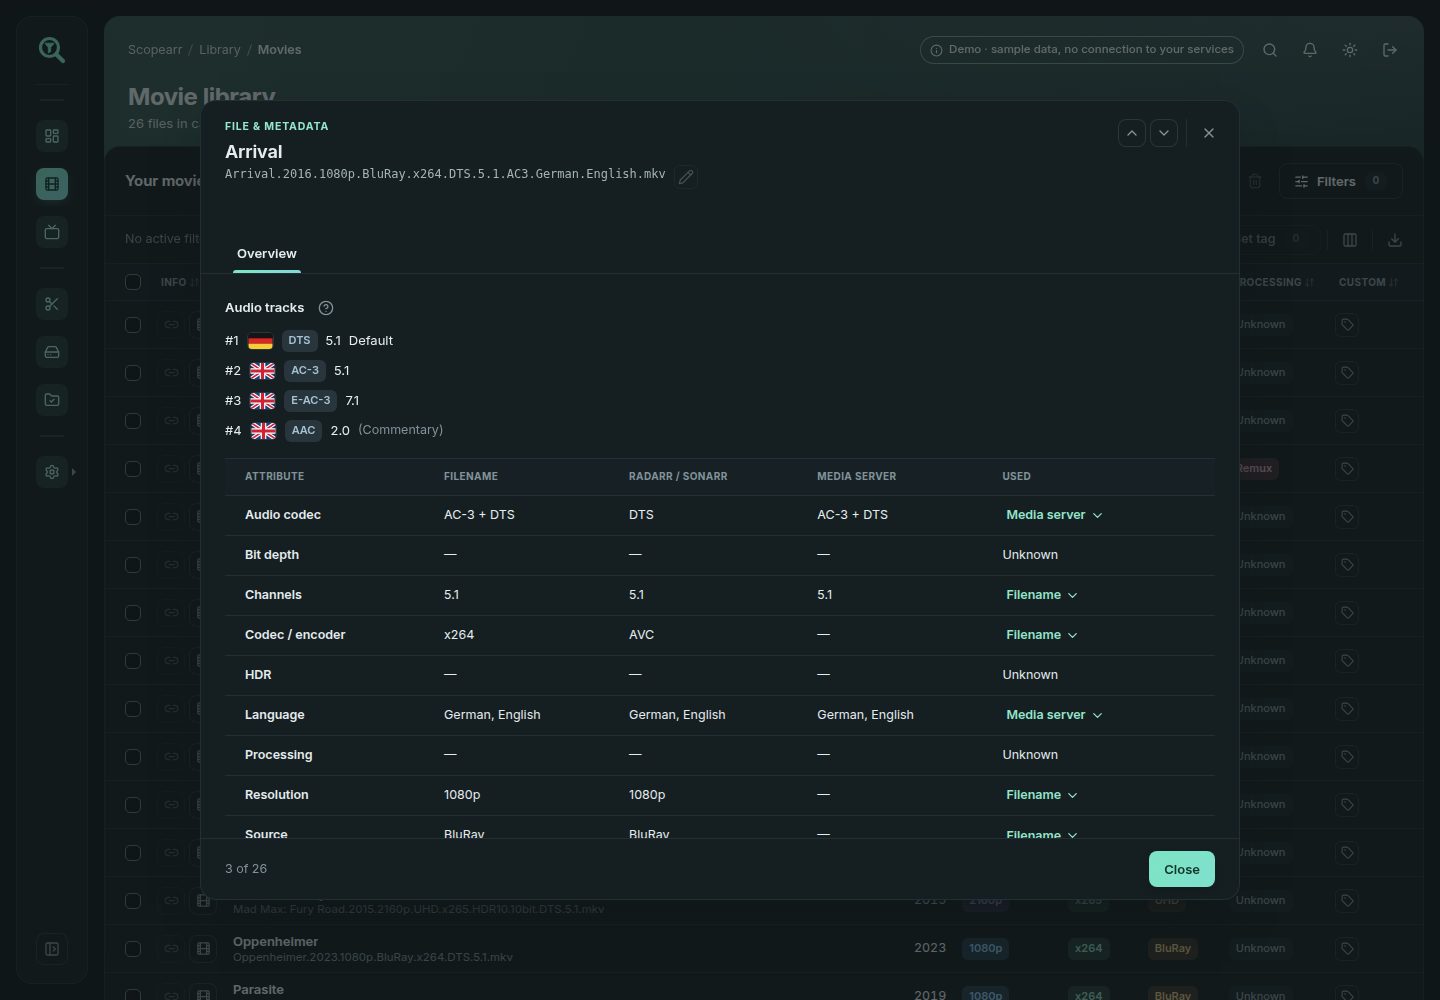 Scopearr / Library / Movies
Demo · sample data, no connection to your services
Movie library
26 files in c
FILE & METADATA
Arrival
Arrival.2016.1080p.BluRay.x264.DTS.5.1.AC3.German.English.mkv
Your movie
Filters 0
No active filt
et tag 0
Overview
INFO
ROCESSING
CUSTOM
Audio tracks
#1 DTS 5.1 Default
#2 AC-3 5.1
#3 E-AC-3 7.1
#4 AAC 2.0 (Commentary)
ATTRIBUTE FILENAME RADARR / SONARR MEDIA SERVER USED
Audio codec AC-3 + DTS DTS AC-3 + DTS Media server
Bit depth — — — Unknown
Channels 5.1 5.1 5.1 Filename
Codec / encoder x264 AVC — Filename
HDR — — — Unknown
Language German, English German, English German, English Media server
Processing — — — Unknown
Resolution 1080p 1080p — Filename
Source BluRay BluRay — Filename
Unknown
Unknown
Unknown
Remux
Unknown
Unknown
Unknown
Unknown
Unknown
Unknown
Unknown
Unknown
3 of 26
Close
Mad Max: Fury Road.2015.2160p.UHD.x265.HDR10.10bit.DTS.5.1.mkv
2015 2160p x265 UHD Unknown
Oppenheimer
Oppenheimer.2023.1080p.BluRay.x264.DTS.5.1.mkv
2023 1080p x264 BluRay Unknown
Parasite
2019 1080p x264 BluRay Unknown